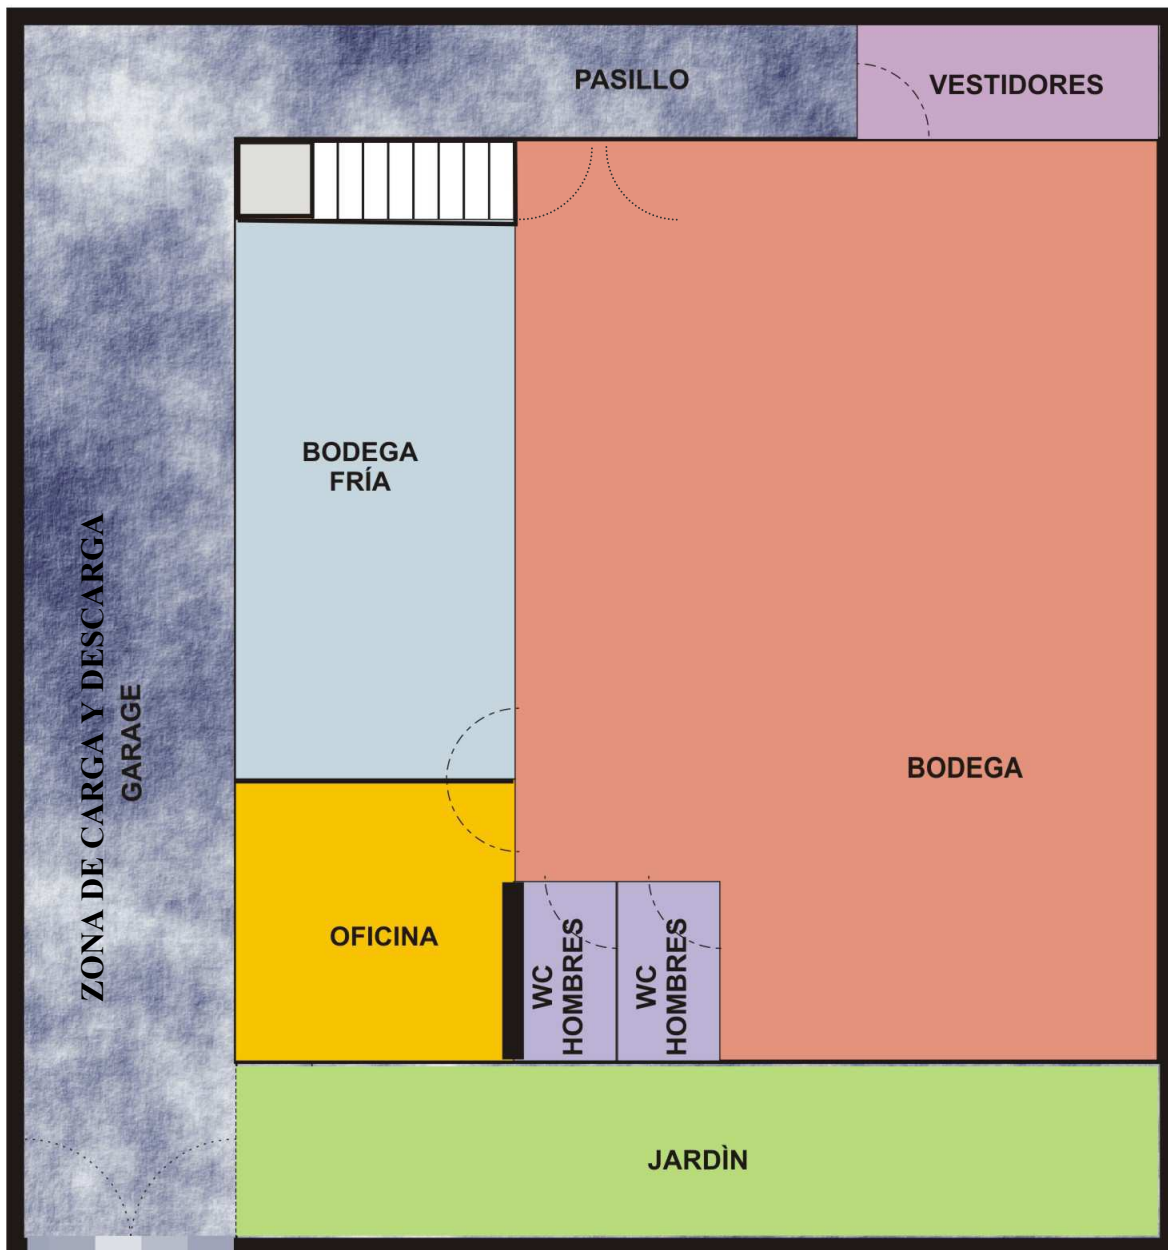 PASILLO
VESTIDORES
BODEGA
FRÍA
ZONA DE CARGA Y DESCARGA
GARAGE
BODEGA
OFICINA
WC
HOMBRES
WC
HOMBRES
JARDÌN